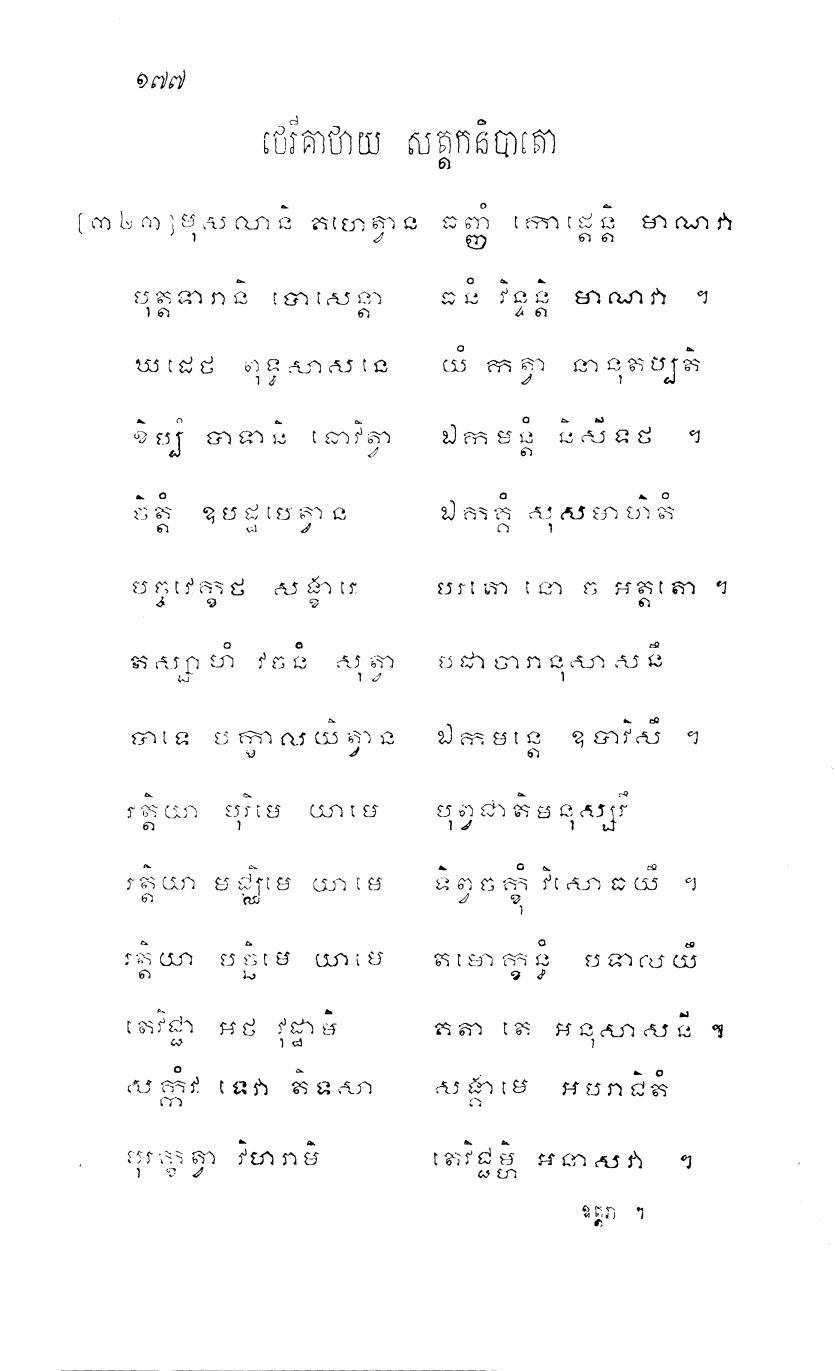 ១៧៧
ថេរីគាថាយ សត្តកនិបាតោ
[៣២៣]មុសលានិ គហេត្វាន ធញ្ញំ កោដ្តេន្តិ មាណវា
បុត្តទារានិ បោសេន្តា ធនំ វិន្ទន្តិ មាណវា ។
ឃដេថ ពុទ្ធសាសនេ យំ កត្វា នានុតប្បតិ
ខិប្បំ បាទានិ ធោវិត្វា ឯកមន្តំ និសីទថ ។
ចិត្តំ ឧបដ្ឋបេត្វាន ឯកគ្គំ សុសមាហិតំ
បច្ចវេក្ខថ សង្ខារេ បរតោ នោ ច អត្តតោ ។
តស្សាហំ វចនំ សុត្វា បដាចារានុសាសនឹ
បាទេ បក្ខាលយិត្វាន ឯកមន្តេ ឧបាវិសឹ ។
រត្តិយា បុរិមេ យាមេ បុព្វជាតិមនុស្សរឹ
រត្តិយា មជ្ឈិមេ យាមេ ទិព្វចក្ខុំ វិសោធយឹ ។
រត្តិយា បច្ឆិមេ យាមេ តមោក្ខន្ធំ បទាលយឹ
តេវិជ្ជា អថ វុដ្ឋាមិ កតា តេ អនុសាសនី ។
សក្កំវ ទេវា តិទសា សង្គាមេ អបរាជិតំ
បុរក្ខត្វា វិហរាមិ តេវិជ្ជម្ហិ អនាសវា ។
ឧត្តរា ។